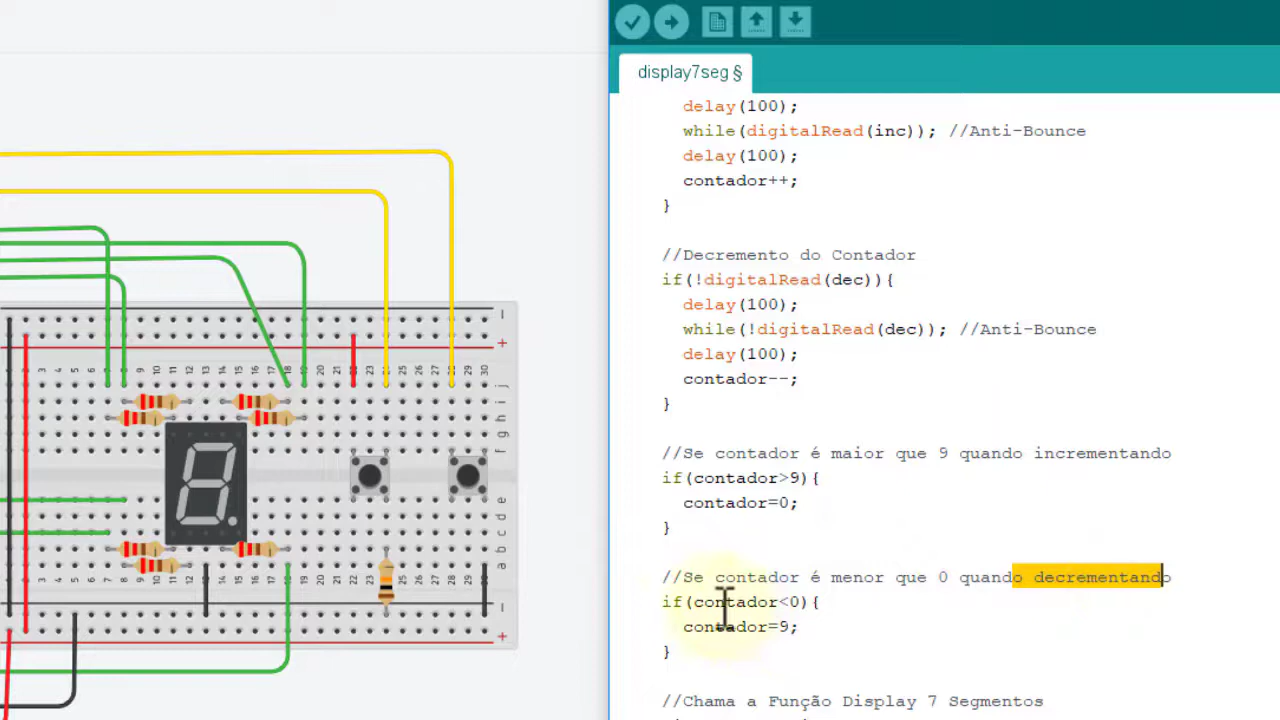 display7seg §
delay(100);
while(digitalRead(inc)); //Anti-Bounce
delay(100);
contador++;
}
//Decremento do Contador
if(!digitalRead(dec)){
delay(100);
while(!digitalRead(dec)); //Anti-Bounce
delay(100);
contador--;
}
//Se contador é maior que 9 quando incrementando
if(contador>9){
contador=0;
}
//Se contador é menor que 0 quando decrementando
if(contador<0){
contador=9;
}
//Chama a Função Display 7 Segmentos